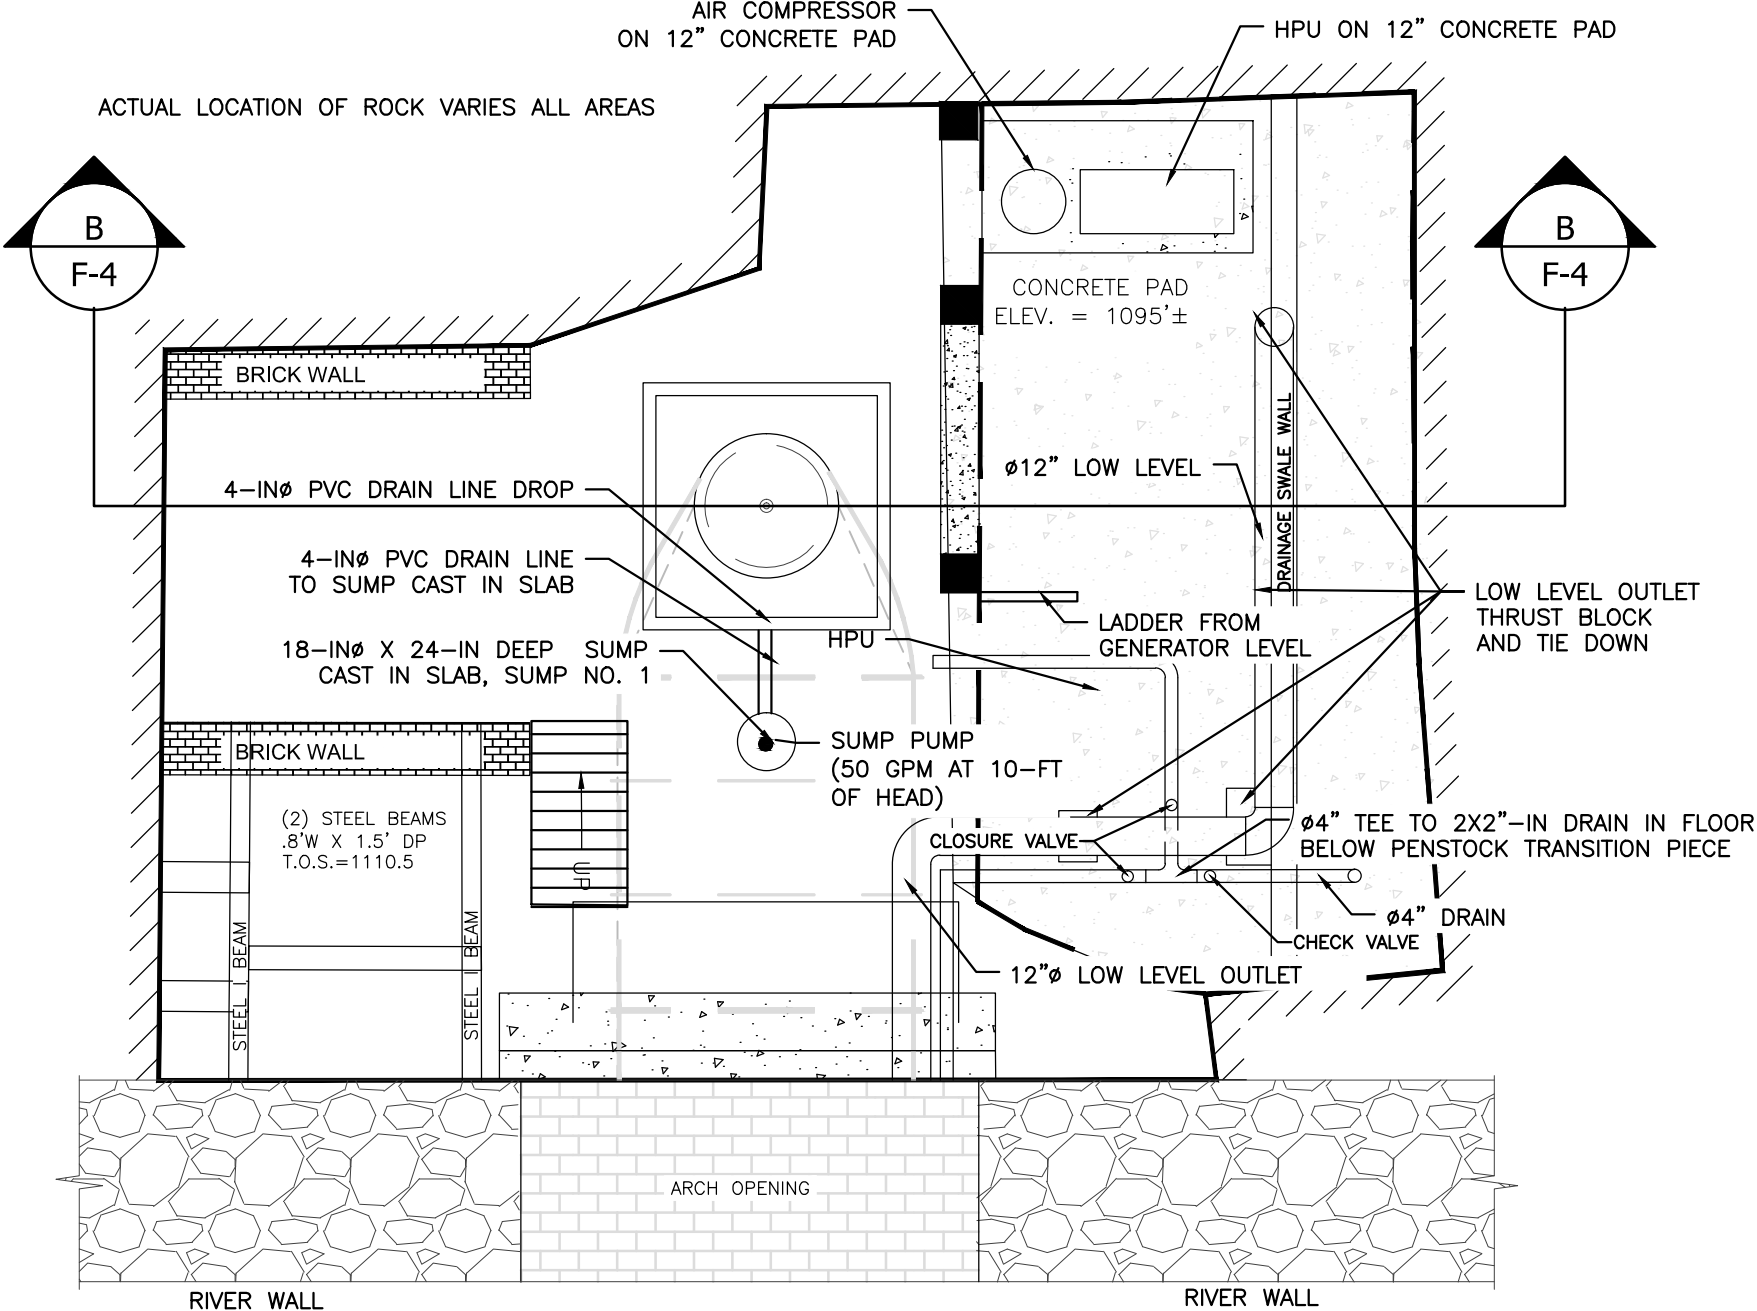 AIR COMPRESSOR
ON 12" CONCRETE PAD
HPU ON 12" CONCRETE PAD
ACTUAL LOCATION OF ROCK VARIES ALL AREAS
B
F-4
B
F-4
CONCRETE PAD
ELEV. = 1095'±
BRICK WALL
DRAINAGE SWALE WALL
ø12" LOW LEVEL
4-INø PVC DRAIN LINE DROP
4-INø PVC DRAIN LINE
TO SUMP CAST IN SLAB
LOW LEVEL OUTLET
THRUST BLOCK
AND TIE DOWN
LADDER FROM
GENERATOR LEVEL
HPU
18-INø X 24-IN DEEP SUMP
CAST IN SLAB, SUMP NO. 1
SUMP PUMP
(50 GPM AT 10-FT
OF HEAD)
BRICK WALL
(2) STEEL BEAMS
.8'W X 1.5' DP
T.O.S.=1110.5
UP
CLOSURE VALVE
ø4" TEE TO 2X2"-IN DRAIN IN FLOOR
BELOW PENSTOCK TRANSITION PIECE
ø4" DRAIN
CHECK VALVE
12"ø LOW LEVEL OUTLET
STEEL I BEAM
STEEL I BEAM
ARCH OPENING
RIVER WALL
RIVER WALL